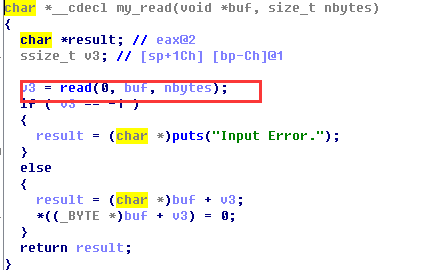 char *__cdecl my_read(void *buf, size_t nbytes)
{
char *result; // eax@2
ssize_t v3; // [sp+1Ch] [bp-Ch]@1
v3 = read(0, buf, nbytes);
if ( v3 == -1 )
{
result = (char *)puts("Input Error.");
}
else
{
result = (char *)buf + v3;
*((_BYTE *)buf + v3) = 0;
}
return result;
}